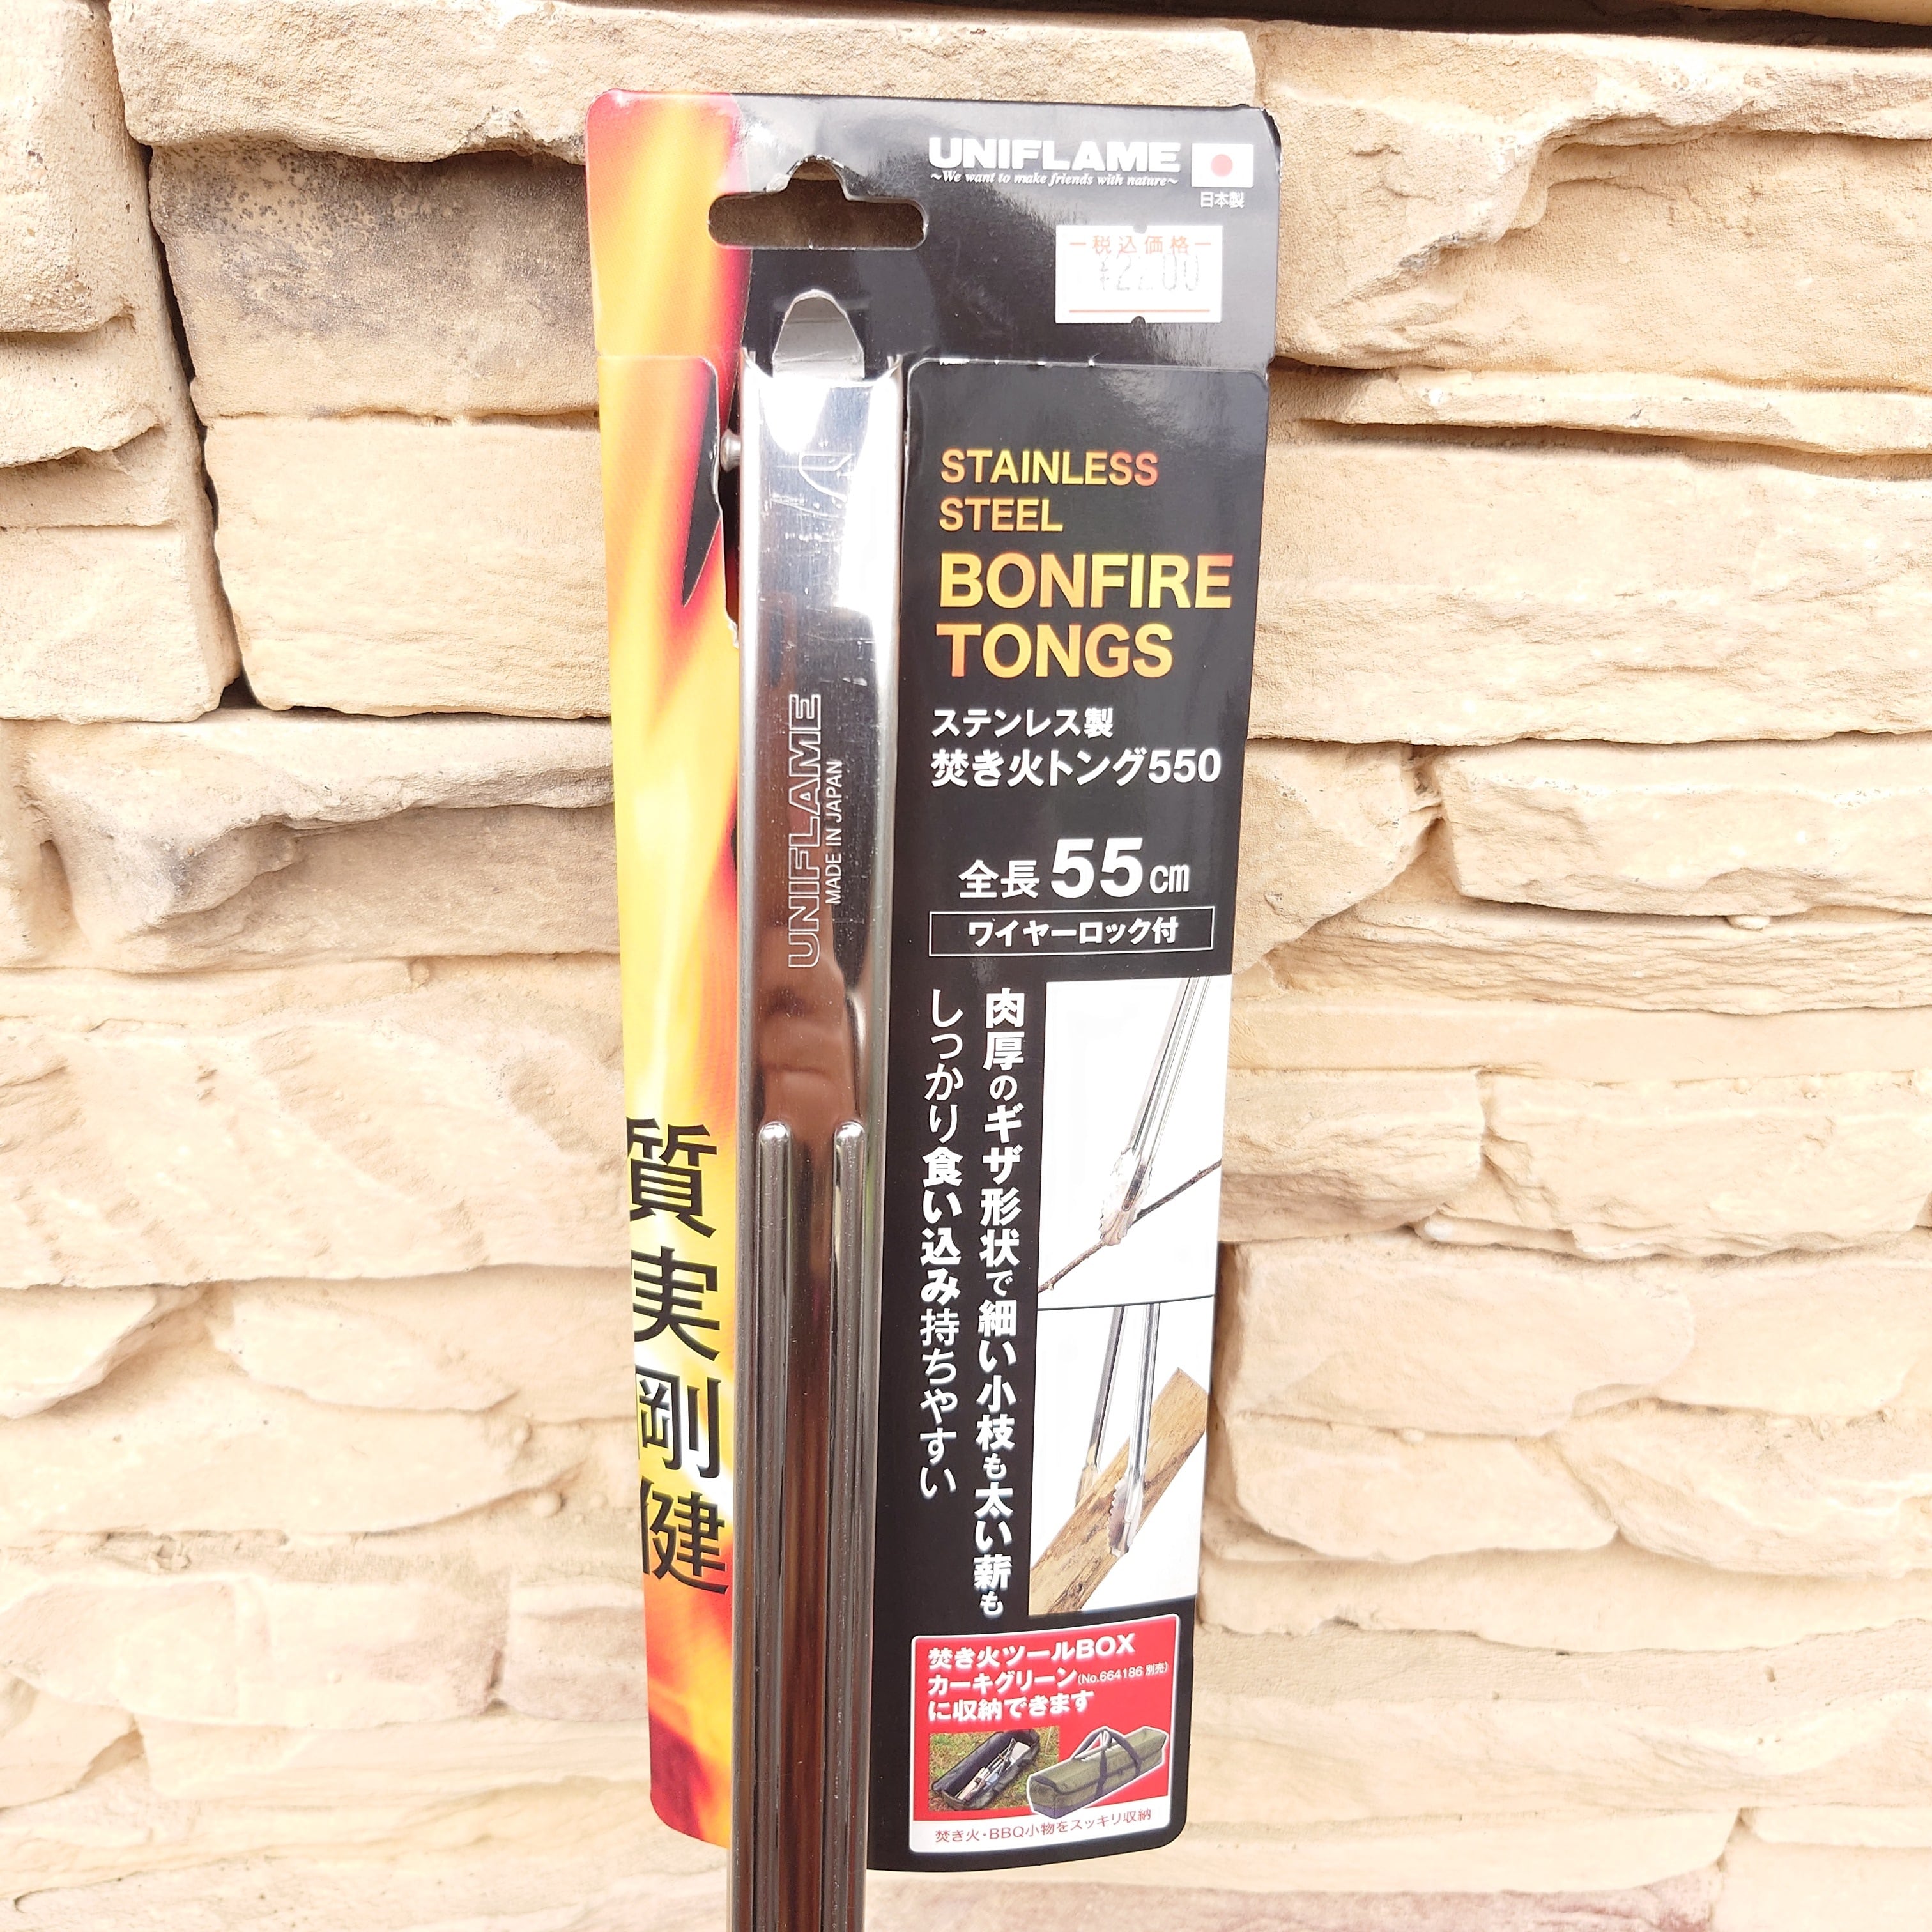 UNIFLAME
~We want to make friends with nature~
日本製
税込価格
STAINLESS
STEEL
BONFIRE
TONGS
ステンレス製
焚き火トング550
全長55cm
ワイヤーロック付
肉厚のギザ形状で細い小枝も太い薪も
しっかり食い込み持ちやすい
UNIFLAME
MADE IN JAPAN
質実剛健
焚き火ツールBOX
カーキグリーン(No.664186 別売)
に収納できます
焚き火・BBQ小物をスッキリ収納